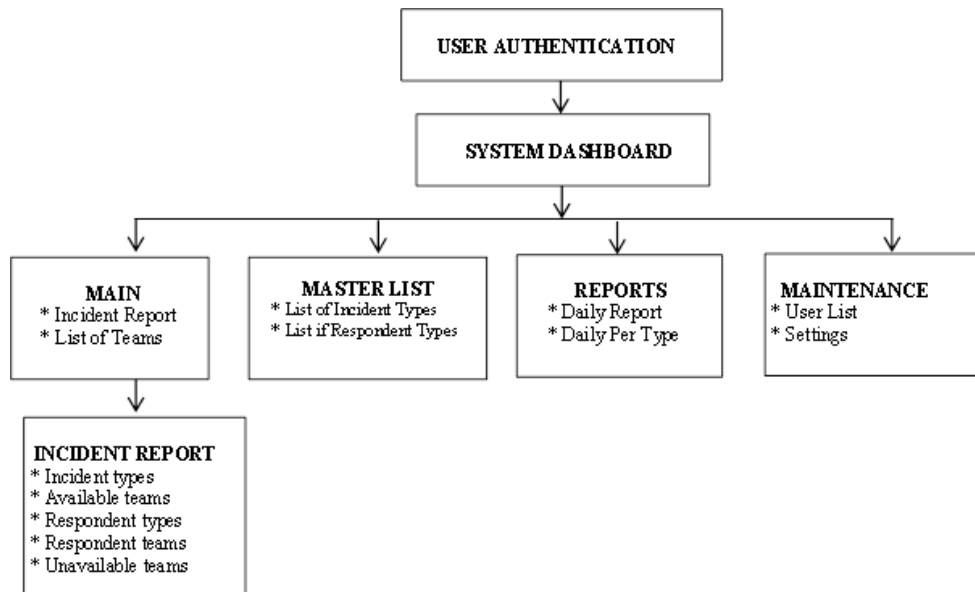 USER AUTHENTICATION
SYSTEM DASHBOARD
MAIN
* Incident Report
* List of Teams
MASTER LIST
* List of Incident Types
* List if Respondent Types
REPORTS
* Daily Report
* Daily Per Type
MAINTENANCE
* User List
* Settings
INCIDENT REPORT
* Incident types
* Available teams
* Respondent types
* Respondent teams
* Unavailable teams